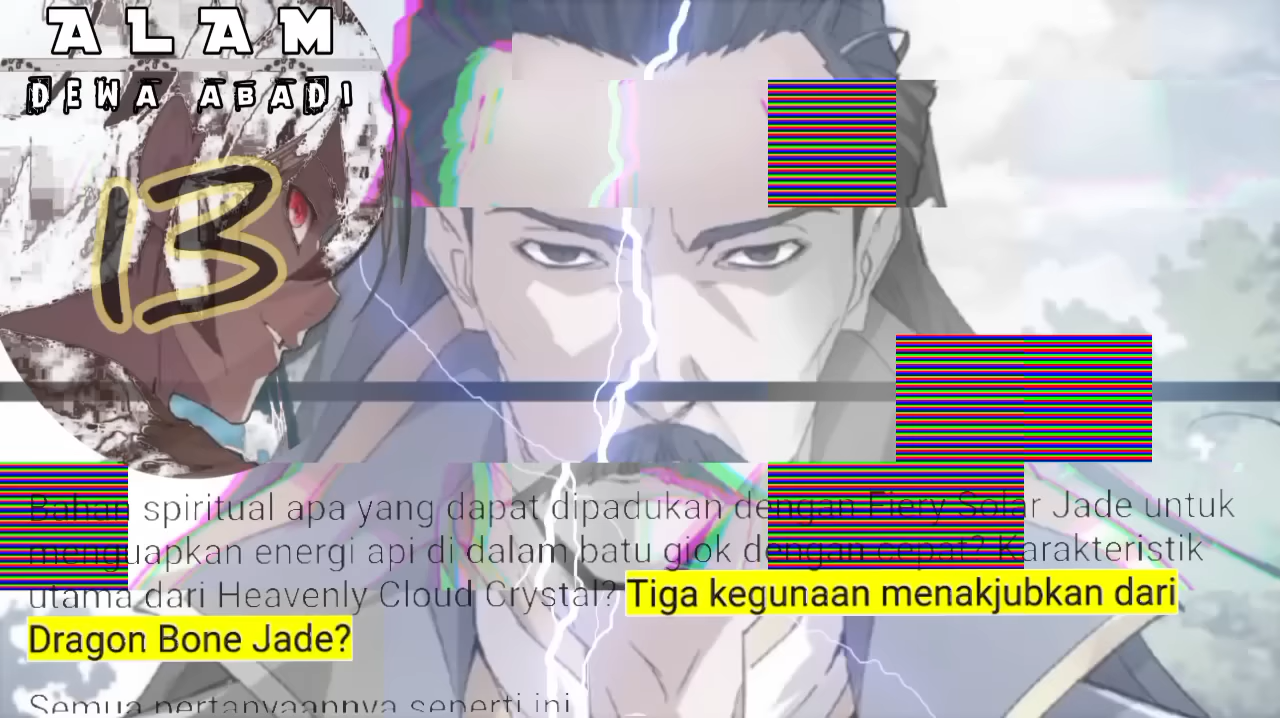 ALAM
DEWA ABADI
13
Bahan spiritual apa yang dapat dipadukan dengan Fiery Solar Jade untuk
menguapkan energi api di dalam batu giok dengan cepat? Karakteristik
utama dari Heavenly Cloud Crystal? Tiga kegunaan menakjubkan dari
Dragon Bone Jade?
Semua pertanyaannya seperti ini